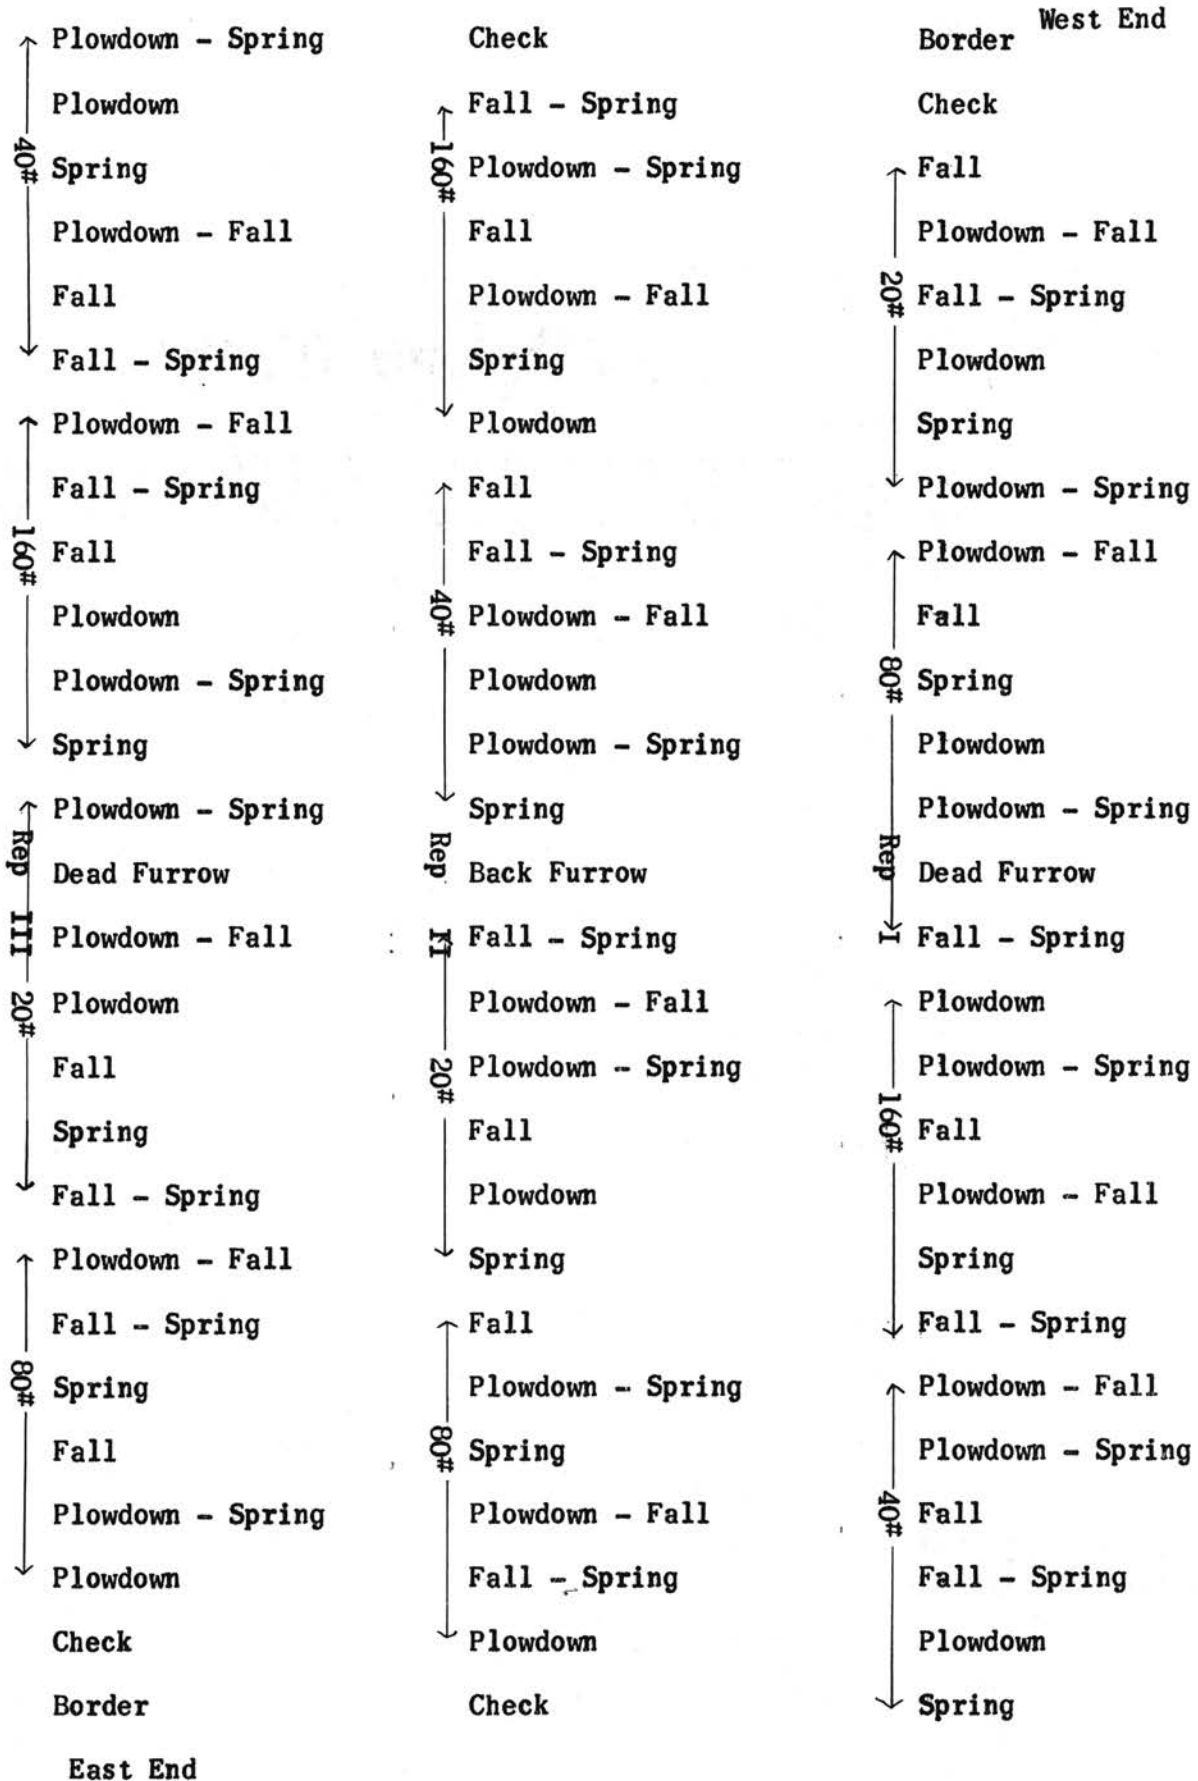 Plowdown - Spring
Plowdown
40#
Spring
Plowdown - Fall
Fall
Fall - Spring
Plowdown - Fall
Fall - Spring
160#
Fall
Plowdown
Plowdown - Spring
Spring
Plowdown - Spring
Rep III
Dead Furrow
Plowdown - Fall
20#
Plowdown
Fall
Spring
Fall - Spring
Plowdown - Fall
Fall - Spring
80#
Spring
Fall
Plowdown - Spring
Plowdown
Check
Border
East End
Check
Fall - Spring
160#
Plowdown - Spring
Fall
Plowdown - Fall
Spring
Plowdown
Fall
Fall - Spring
40#
Plowdown - Fall
Plowdown
Plowdown - Spring
Spring
Rep II
Back Furrow
Fall - Spring
Plowdown - Fall
20#
Plowdown - Spring
Fall
Plowdown
Spring
Fall
Plowdown - Spring
80#
Spring
Plowdown - Fall
Fall - Spring
Plowdown
Check
West End
Border
Check
Fall
Plowdown - Fall
20#
Fall - Spring
Plowdown
Spring
Plowdown - Spring
Plowdown - Fall
Fall
80#
Spring
Plowdown
Plowdown - Spring
Rep I
Dead Furrow
Fall - Spring
Plowdown
Plowdown - Spring
160#
Fall
Plowdown - Fall
Spring
Fall - Spring
Plowdown - Fall
Plowdown - Spring
40#
Fall
Fall - Spring
Plowdown
Spring